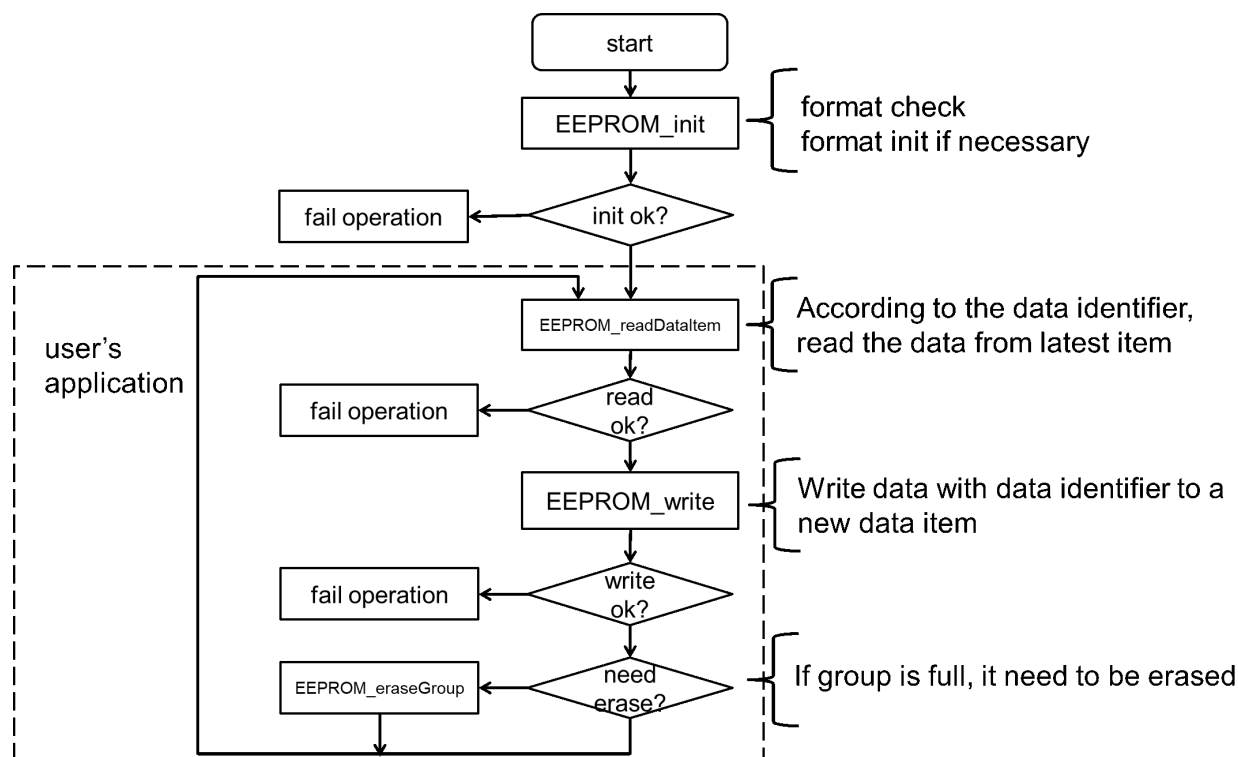 start
EEPROM_init
format check
format init if necessary
fail operation
init ok?
user’s
application
EEPROM_readDataItem
According to the data identifier,
read the data from latest item
fail operation
read
ok?
EEPROM_write
Write data with data identifier to a
new data item
fail operation
write
ok?
EEPROM_eraseGroup
need
erase?
If group is full, it need to be erased